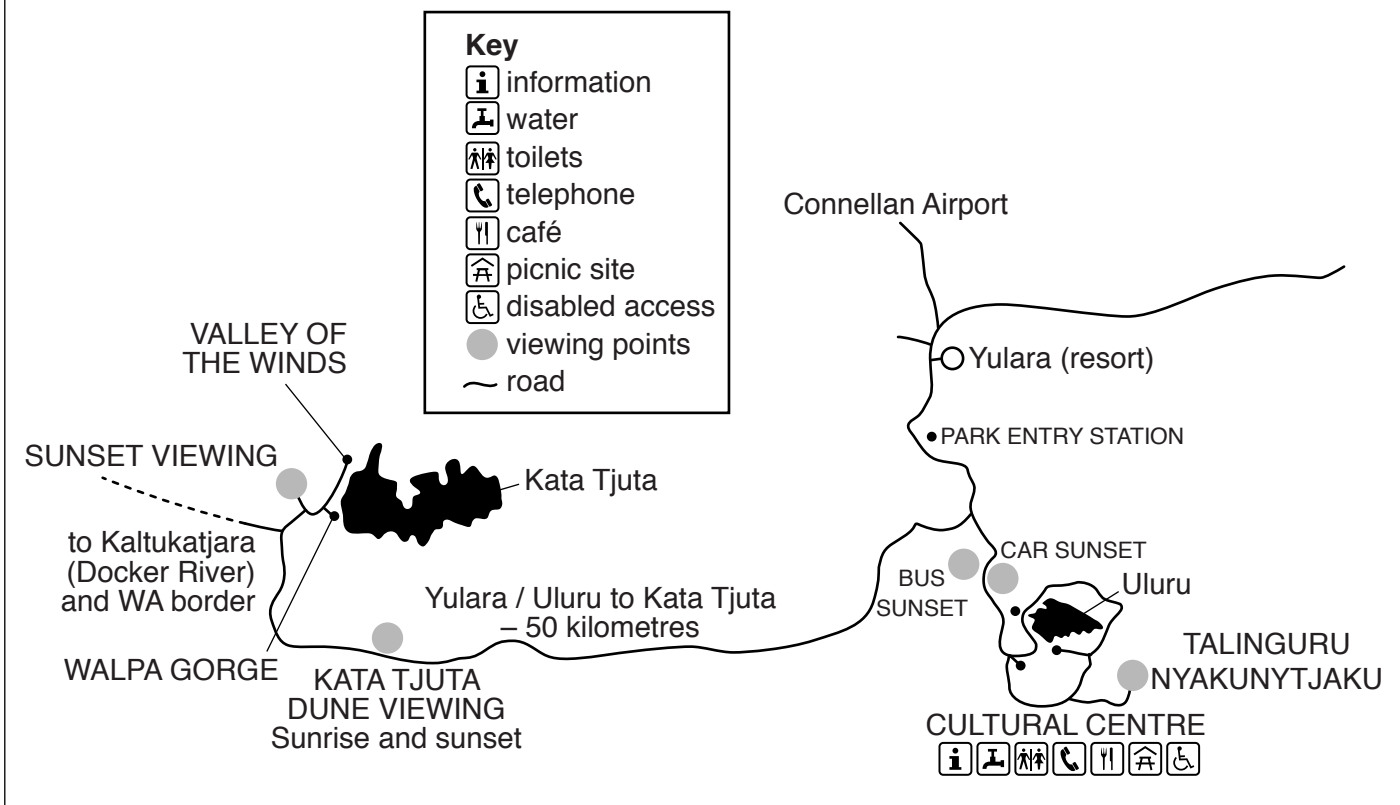 Key
information
water
toilets
telephone
café
picnic site
disabled access
viewing points
road
Connellan Airport
Yulara (resort)
PARK ENTRY STATION
VALLEY OF
THE WINDS
SUNSET VIEWING
Kata Tjuta
to Kaltukatjara
(Docker River)
and WA border
WALPA GORGE
Yulara / Uluru to Kata Tjuta
– 50 kilometres
KATA TJUTA
DUNE VIEWING
Sunrise and sunset
BUS
SUNSET
CAR SUNSET
Uluru
TALINGURU
NYAKUNYTJAKU
CULTURAL CENTRE